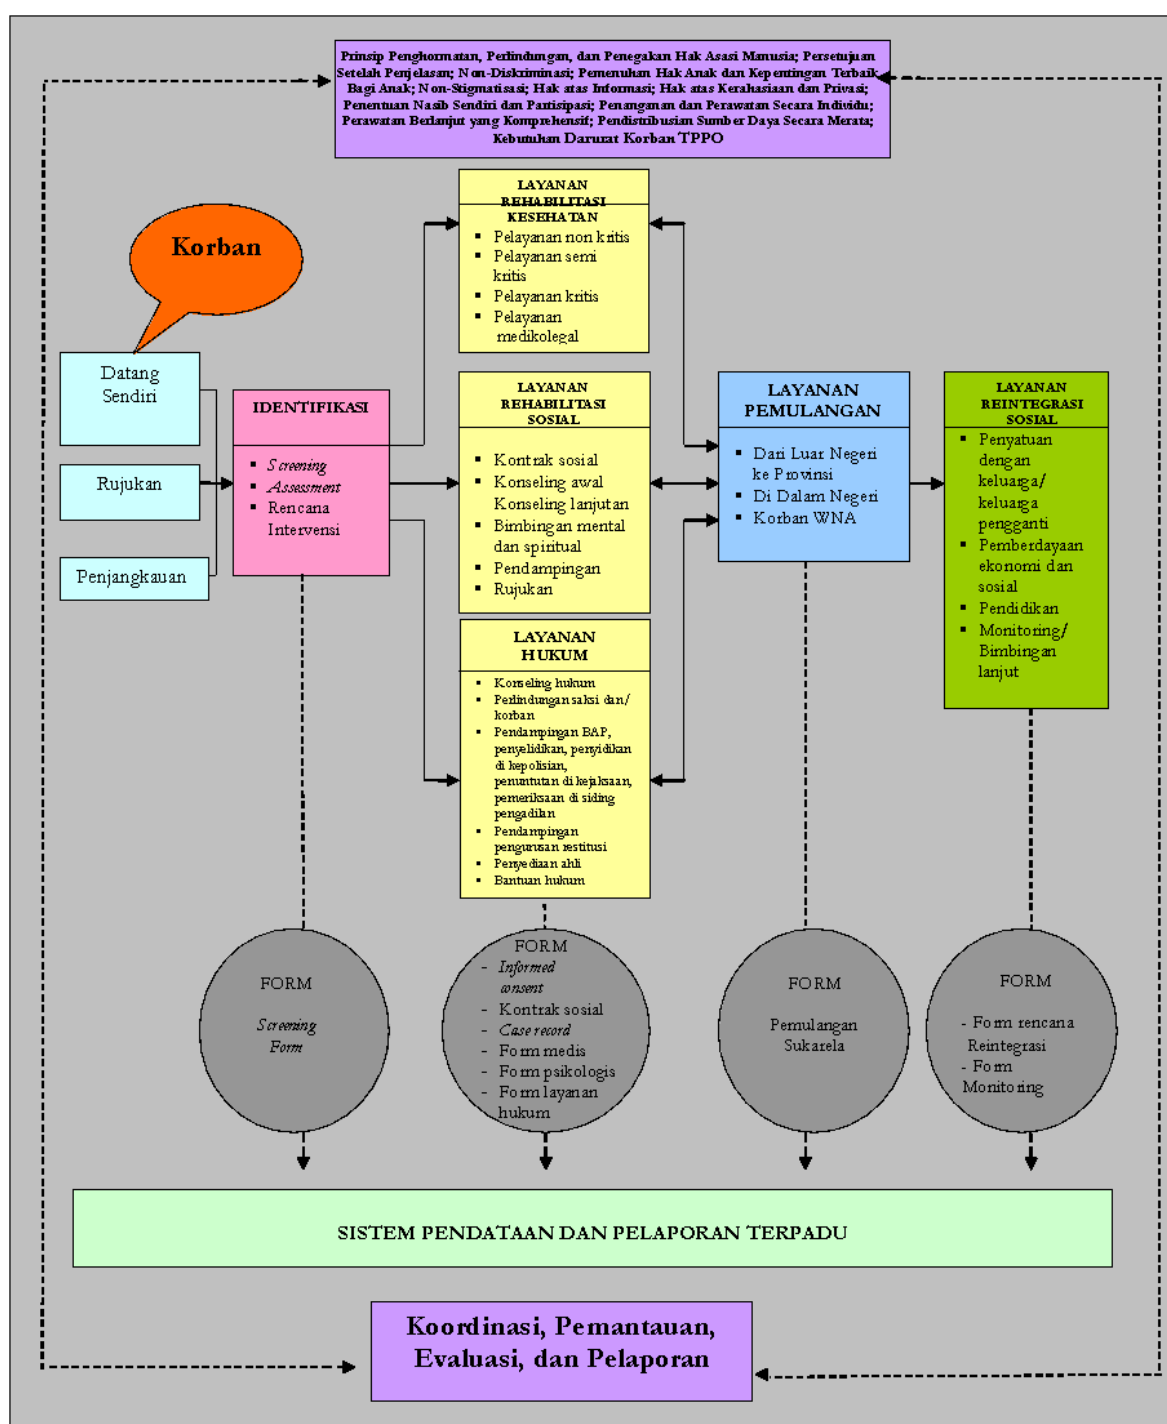 Prinsip Penghormatan, Perlindungan, dan Penegakan Hak Asasi Manusia; Persetujuan
Setelah Penjelasan; Non-Diskriminasi; Pemenuhan Hak Anak dan Kepentingan Terbaik
Bagi Anak; Non-Stigmatisasi; Hak atas Informasi; Hak atas Kerahasiaan dan Privasi;
Penentuan Nasib Sendiri dan Partisipasi; Penanganan dan Perawatan Secara Individu;
Perawatan Berlanjut yang Komprehensif; Pendistribusian Sumber Daya Secara Merata;
Kebutuhan Darurat Korban TPPO
Korban
Datang
Sendiri
Rujukan
Penjangkauan
IDENTIFIKASI
▪ Screening
▪ Assessment
▪ Rencana
Intervensi
LAYANAN
REHABILITASI
KESEHATAN
▪ Pelayanan non kritis
▪ Pelayanan semi
kritis
▪ Pelayanan kritis
▪ Pelayanan
medikolegal
LAYANAN
REHABILITASI
SOSIAL
▪ Kontrak sosial
▪ Konseling awal
Konseling lanjutan
▪ Bimbingan mental
dan spiritual
▪ Pendampingan
▪ Rujukan
LAYANAN
HUKUM
▪ Konseling hukum
▪ Perlindungan saksi dan/
korban
▪ Pendampingan BAP,
penyelidikan, penyidikan
di kepolisian,
penuntutan di kejaksaan,
pemeriksaan di siding
pengadilan
▪ Pendampingan
pengurusan restitusi
▪ Penyediaan ahli
▪ Bantuan hukum
LAYANAN
PEMULANGAN
▪ Dari Luar Negeri
ke Provinsi
▪ Di Dalam Negeri
▪ Korban WNA
LAYANAN
REINTEGRASI
SOSIAL
▪ Penyatuan
dengan
keluarga/
keluarga
pengganti
▪ Pemberdayaan
ekonomi dan
sosial
▪ Pendidikan
▪ Monitoring/
Bimbingan
lanjut
FORM
Screening
Form
FORM
- Informed
consent
- Kontrak sosial
- Case record
- Form medis
- Form psikologis
- Form layanan
hukum
FORM
Pemulangan
Sukarela
FORM
- Form rencana
Reintegrasi
- Form
Monitoring
SISTEM PENDATAAN DAN PELAPORAN TERPADU
Koordinasi, Pemantauan,
Evaluasi, dan Pelaporan